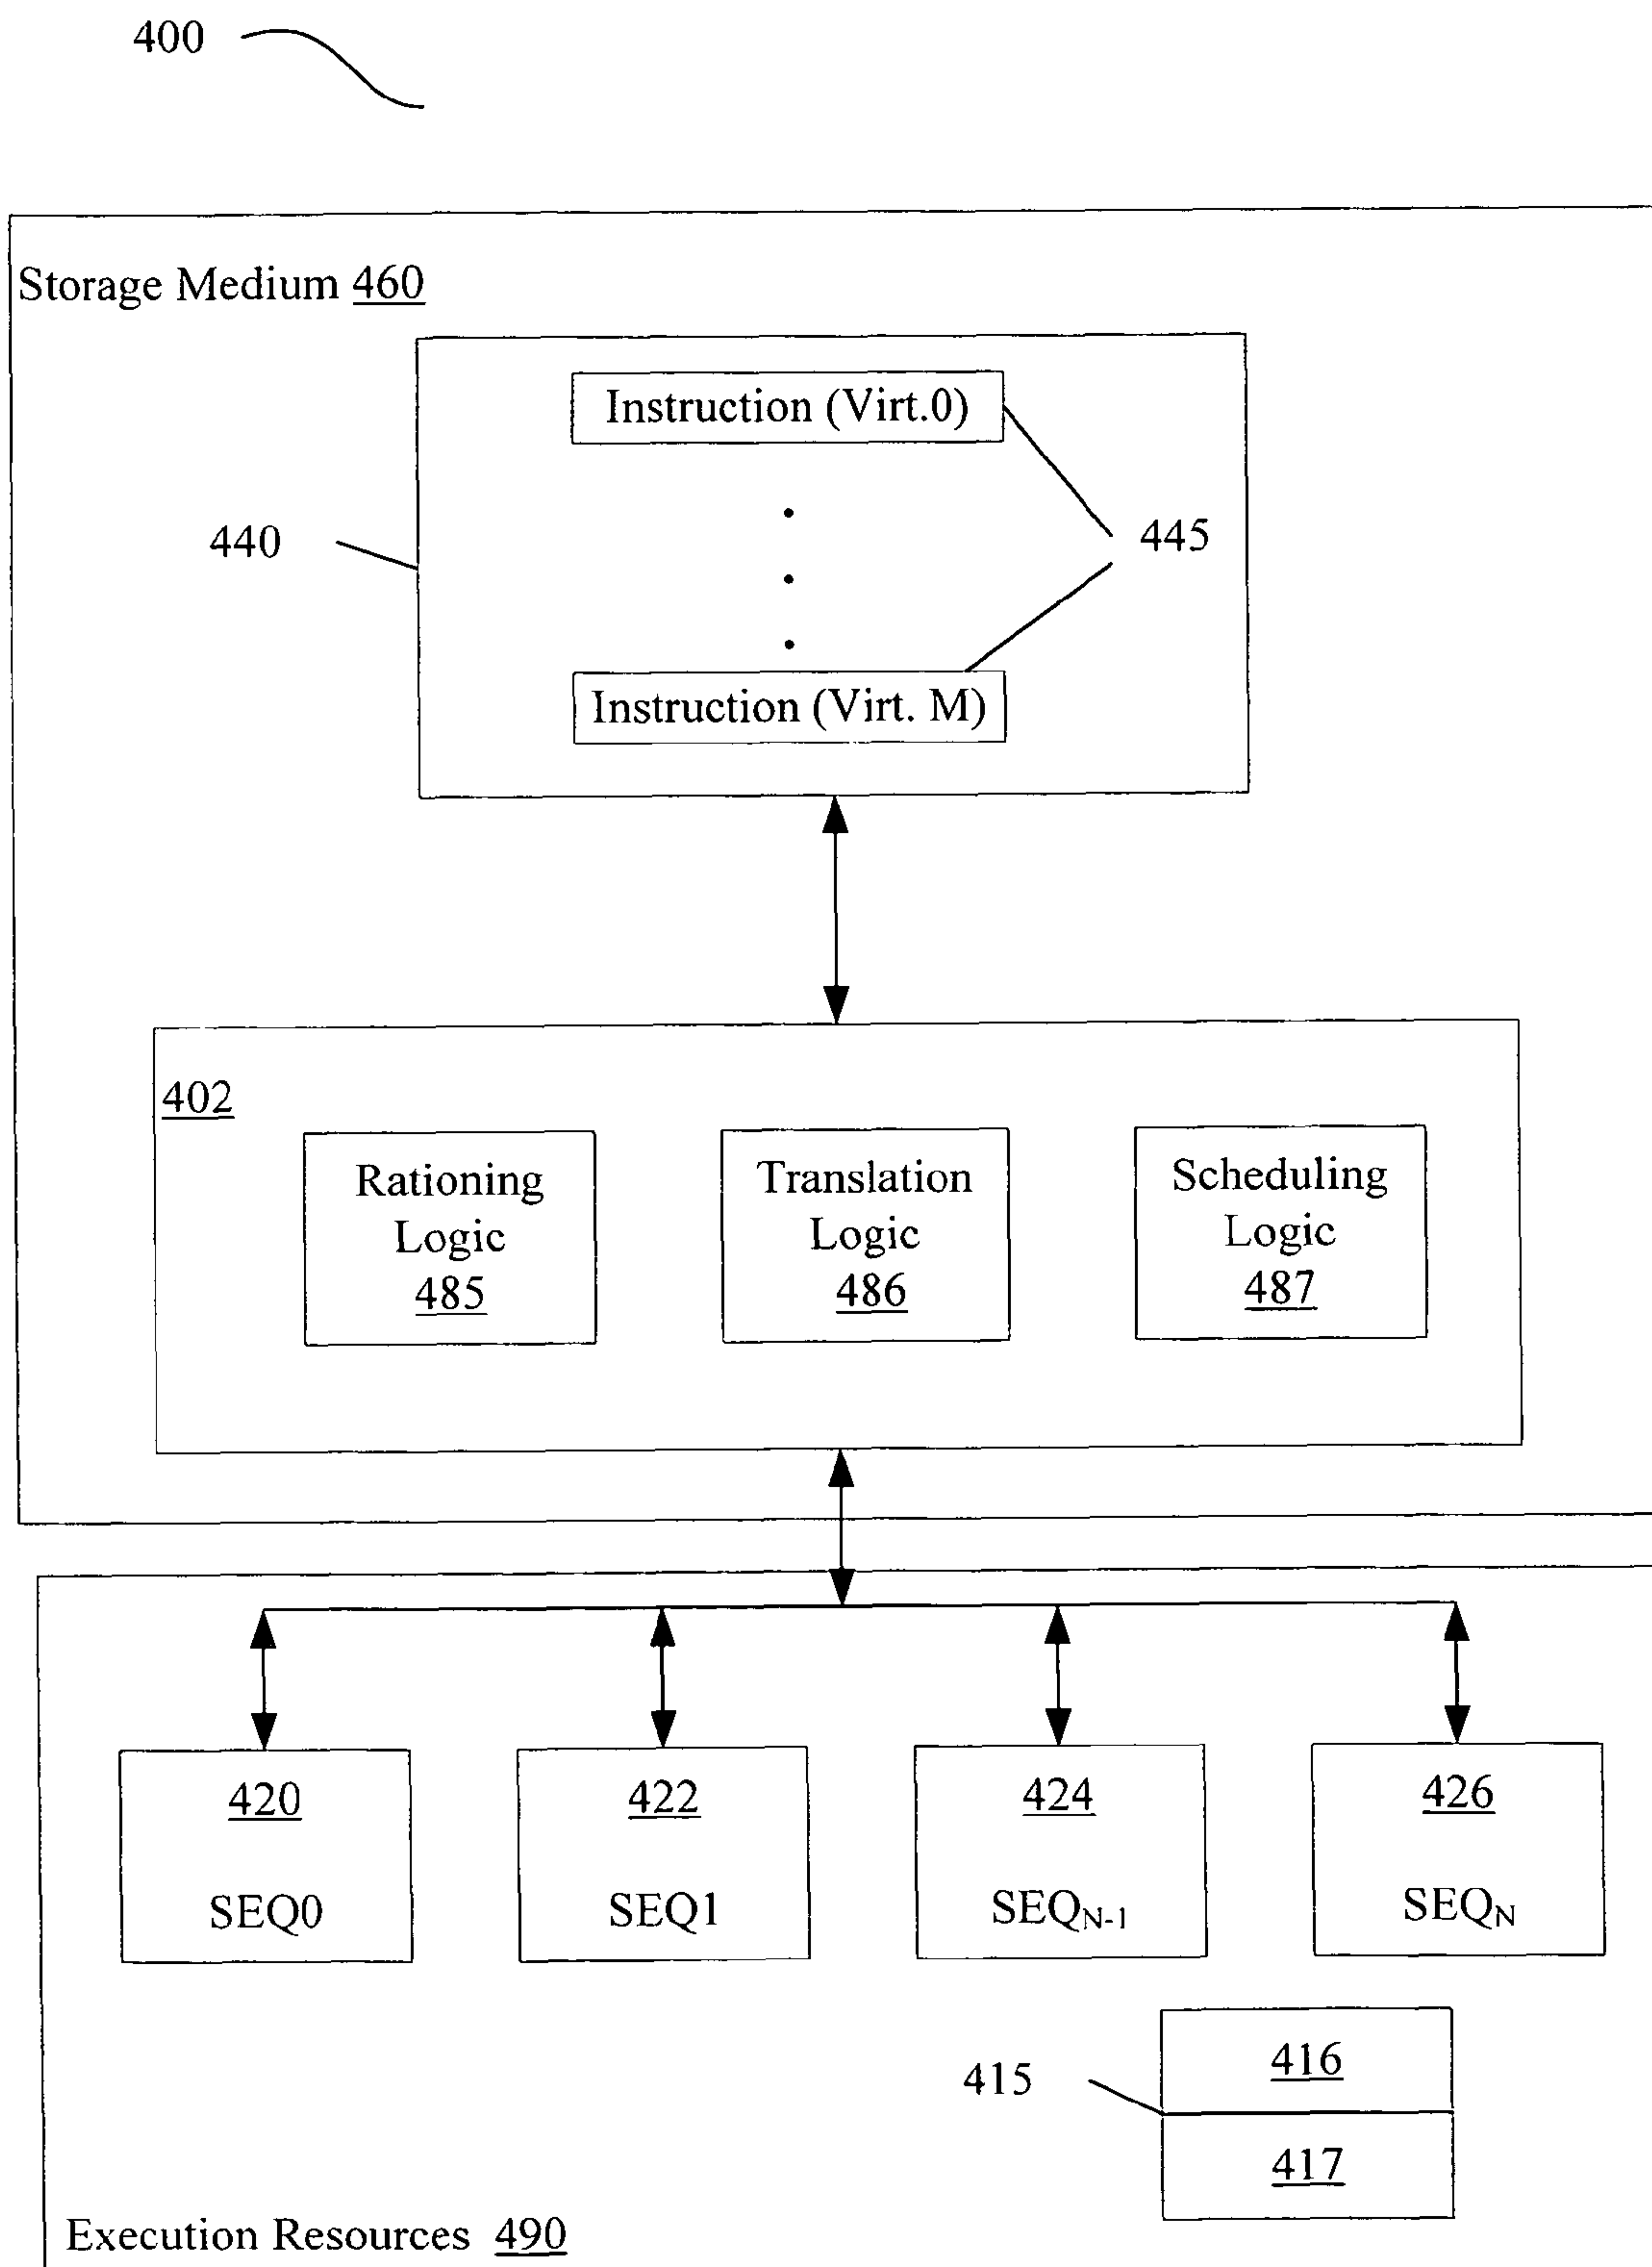 400
Storage Medium 460
Instruction (Virt.0)
440
445
Instruction (Virt. M)
402
Rationing
Logic
485
Translation
Logic
486
Scheduling
Logic
487
420
SEQ0
422
SEQ1
424
SEQN-1
426
SEQN
415
416
417
Execution Resources 490